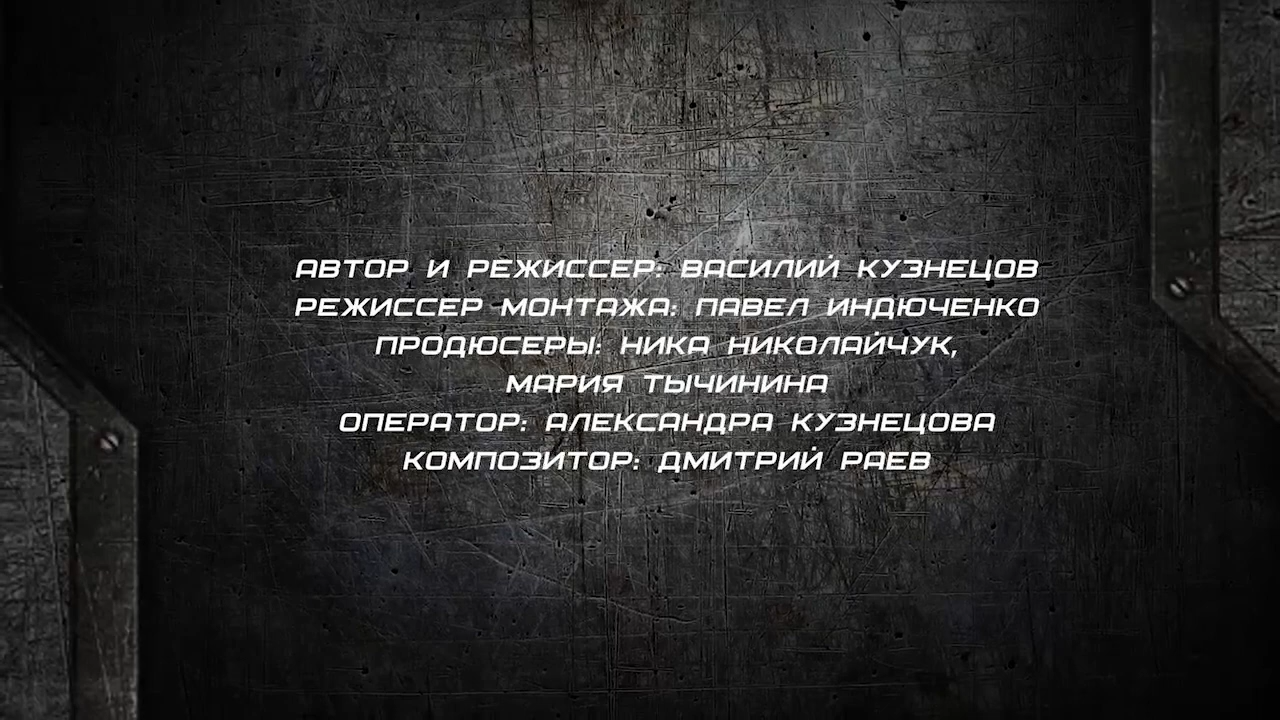 АВТОР И РЕЖИССЕР: ВАСИЛИЙ КУЗНЕЦОВ
РЕЖИССЕР МОНТАЖА: ПАВЕЛ ИНДЮЧЕНКО
ПРОДЮСЕРЫ: НИКА НИКОЛАЙЧУК,
МАРИЯ ТЫЧИНИНА
ОПЕРАТОР: АЛЕКСАНДРА КУЗНЕЦОВА
КОМПОЗИТОР: ДМИТРИЙ РАЕВ